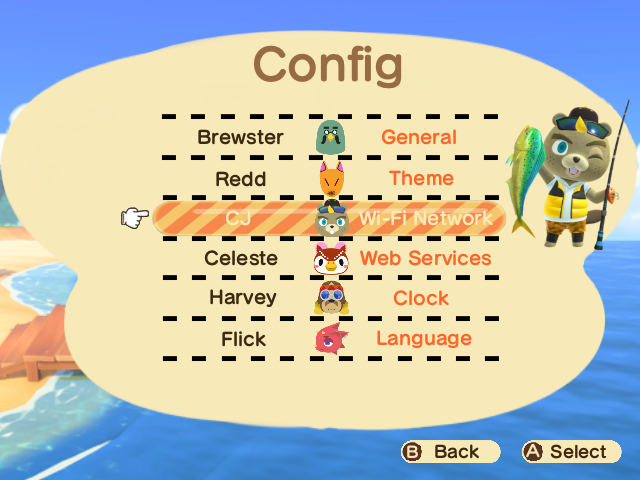 Config
Brewster General
Redd Theme
CJ Wi-Fi Network
Celeste Web Services
Harvey Clock
Flick Language
B Back A Select